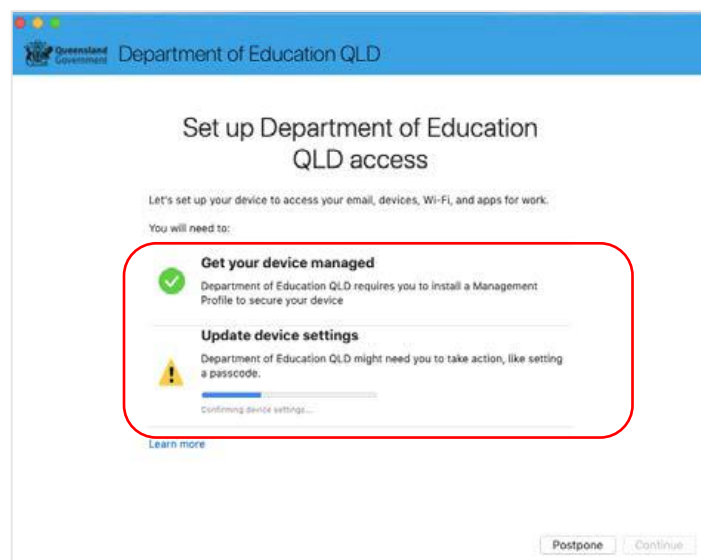 Queensland
Government
Department of Education QLD
Set up Department of Education
QLD access
Let's set up your device to access your email, devices, Wi-Fi, and apps for work.
You will need to:
Get your device managed
Department of Education QLD requires you to install a Management
Profile to secure your device
Update device settings
Department of Education QLD might need you to take action, like setting
a passcode.
Confirming device settings...
Learn more
Postpone
Continue